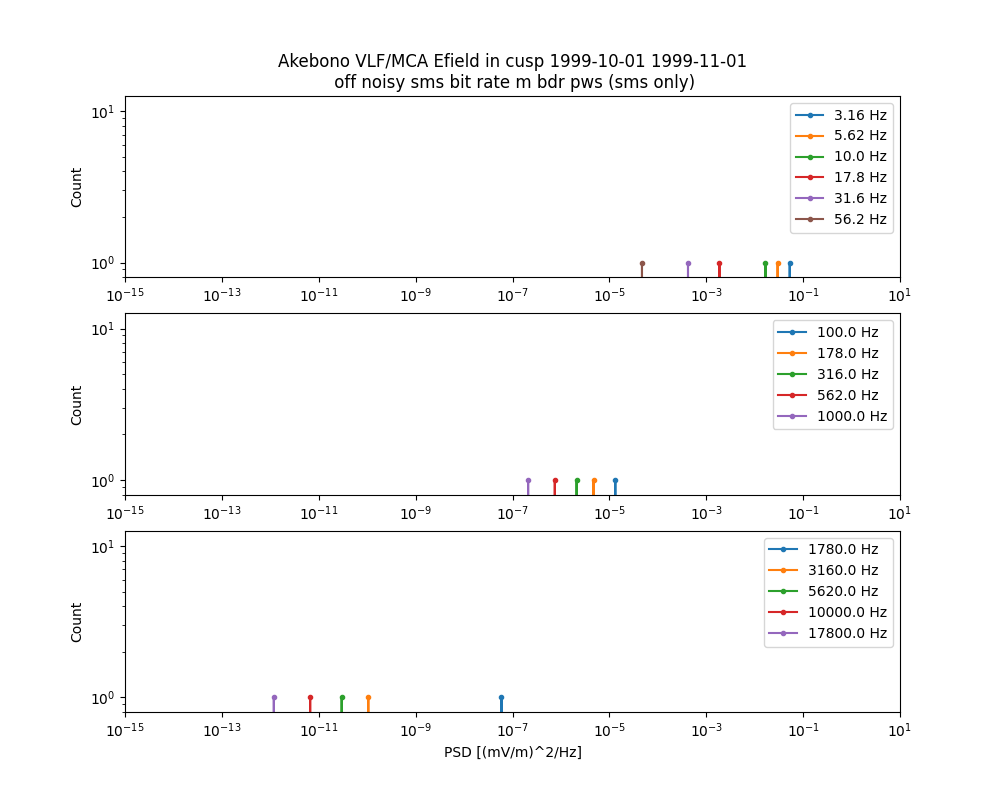 Akebono VLF/MCA Efield in cusp 1999-10-01 1999-11-01
off noisy sms bit rate m bdr pws (sms only)
10^1
10^0
Count
3.16 Hz
5.62 Hz
10.0 Hz
17.8 Hz
31.6 Hz
56.2 Hz
10^-15 10^-13 10^-11 10^-9 10^-7 10^-5 10^-3 10^-1 10^1
10^1
10^0
Count
100.0 Hz
178.0 Hz
316.0 Hz
562.0 Hz
1000.0 Hz
10^-15 10^-13 10^-11 10^-9 10^-7 10^-5 10^-3 10^-1 10^1
10^1
10^0
Count
1780.0 Hz
3160.0 Hz
5620.0 Hz
10000.0 Hz
17800.0 Hz
10^-15 10^-13 10^-11 10^-9 10^-7 10^-5 10^-3 10^-1 10^1
PSD [(mV/m)^2/Hz]